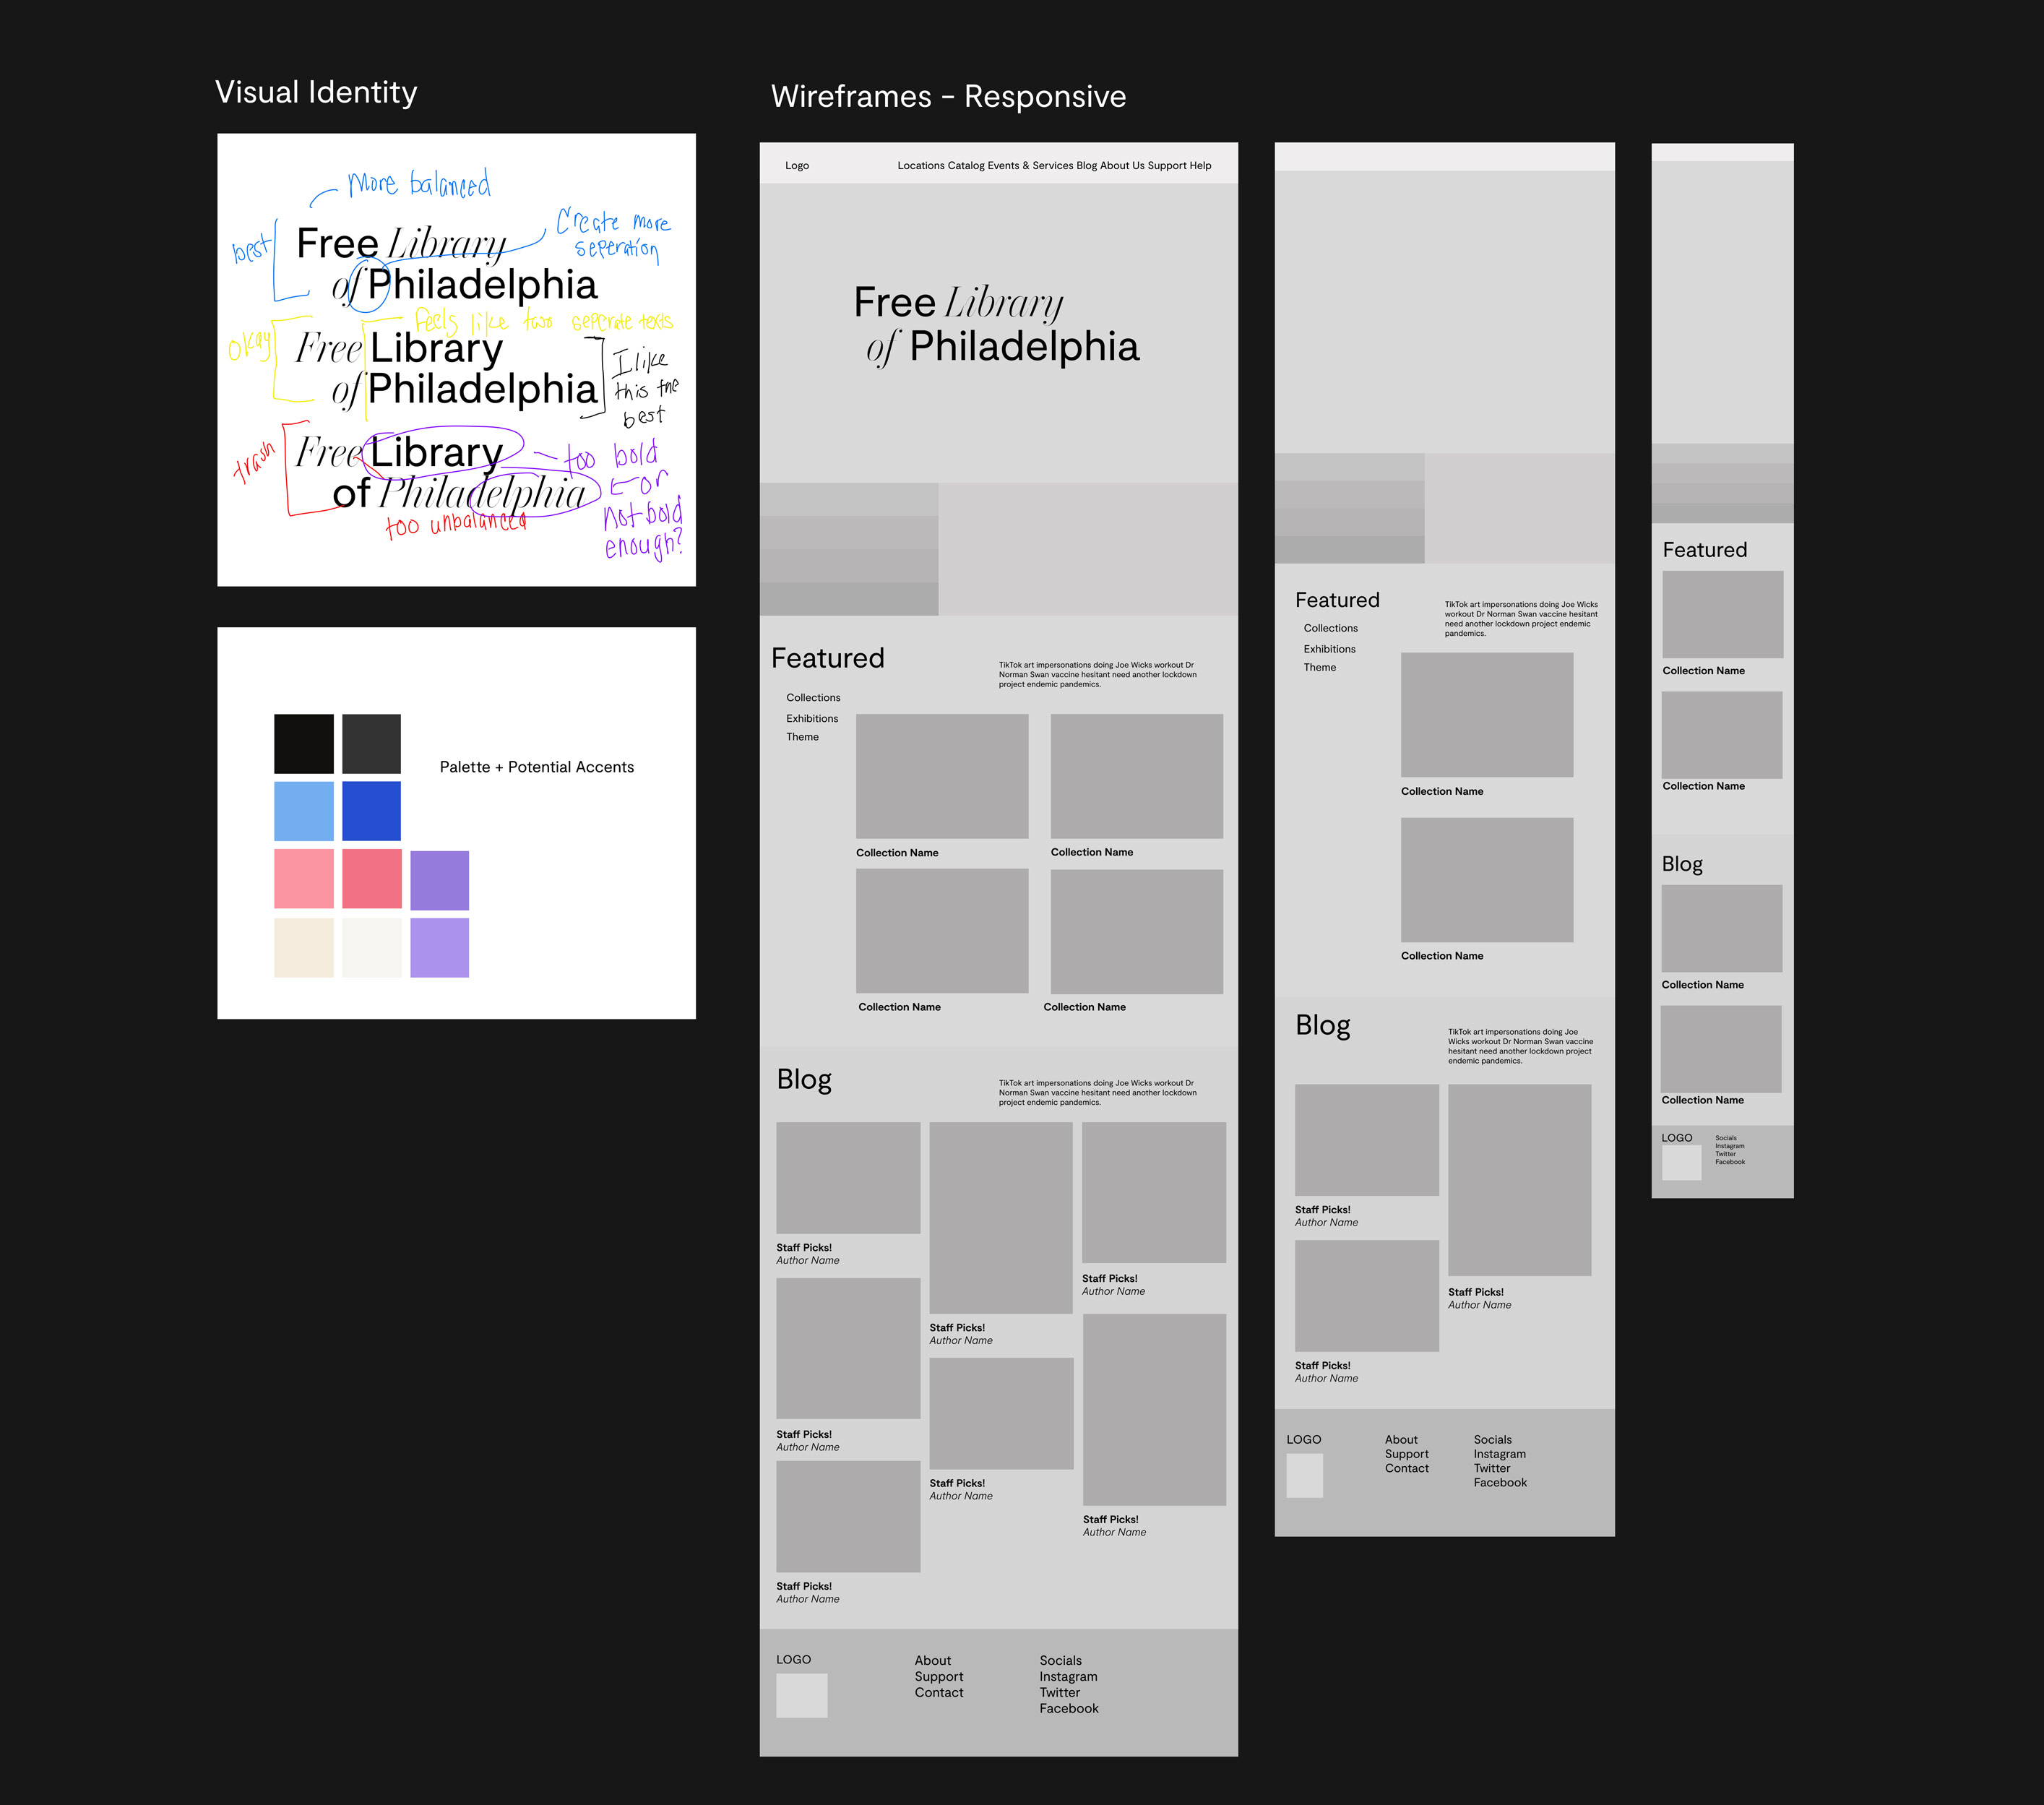 Visual Identity
More balanced
Create more
seperation
best
Free Library
of Philadelphia
Feels like two seperate texts
okay
Free Library
of Philadelphia
I like
this the
best
trash
Free Library
of Philadelphia
too unbalanced
too bold
or
not bold
enough?
Palette + Potential Accents
Wireframes - Responsive
Logo
Locations Catalog Events & Services Blog About Us Support Help
Free Library
of Philadelphia
Featured
TikTok art impersonations doing Joe Wicks workout Dr
Norman Swan vaccine hesitant need another lockdown
project endemic pandemics.
Collections
Exhibitions
Theme
Collection Name
Collection Name
Collection Name
Collection Name
Blog
TikTok art impersonations doing Joe Wicks workout Dr
Norman Swan vaccine hesitant need another lockdown
project endemic pandemics.
Staff Picks!
Author Name
Staff Picks!
Author Name
Staff Picks!
Author Name
Staff Picks!
Author Name
Staff Picks!
Author Name
Staff Picks!
Author Name
Staff Picks!
Author Name
LOGO
About
Support
Contact
Socials
Instagram
Twitter
Facebook
Featured
Collections
Exhibitions
Theme
TikTok art impersonations doing Joe Wicks
workout Dr Norman Swan vaccine hesitant
need another lockdown project endemic
pandemics.
Collection Name
Collection Name
Blog
TikTok art impersonations doing Joe
Wicks workout Dr Norman Swan vaccine
hesitant need another lockdown project
endemic pandemics.
Staff Picks!
Author Name
Staff Picks!
Author Name
Staff Picks!
Author Name
LOGO
About
Support
Contact
Socials
Instagram
Twitter
Facebook
Featured
Collection Name
Collection Name
Blog
Collection Name
Collection Name
LOGO
Socials
Instagram
Twitter
Facebook